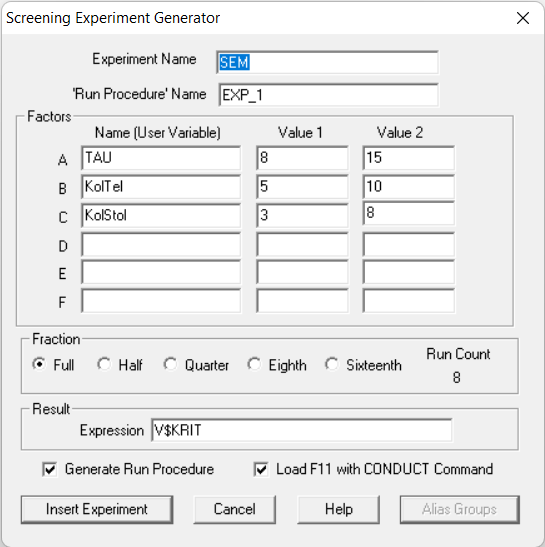 Screening Experiment Generator
Experiment Name SEM
'Run Procedure' Name EXP_1
Factors
Name (User Variable) Value 1 Value 2
A TAU 8 15
B KolTel 5 10
C KolStol 3 8
D
E
F
Fraction
Full Half Quarter Eighth Sixteenth Run Count
8
Result
Expression V$KRIT
Generate Run Procedure Load F11 with CONDUCT Command
Insert Experiment Cancel Help Alias Groups